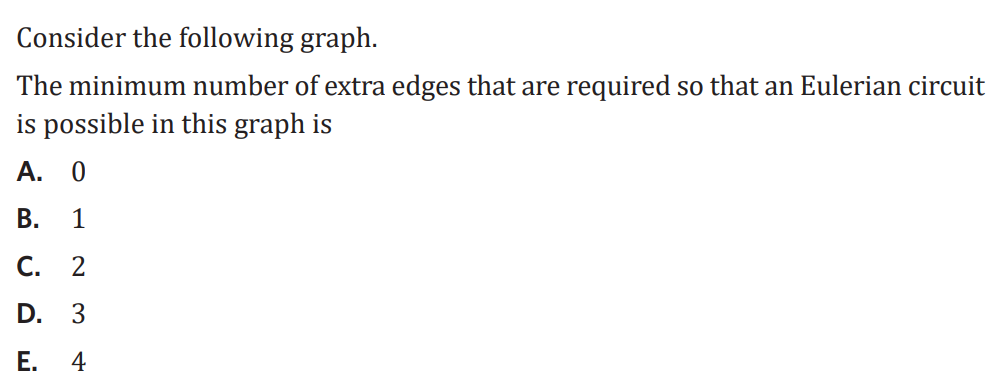 Consider the following graph.
The minimum number of extra edges that are required so that an Eulerian circuit
is possible in this graph is
A. 0
B. 1
C. 2
D. 3
E. 4